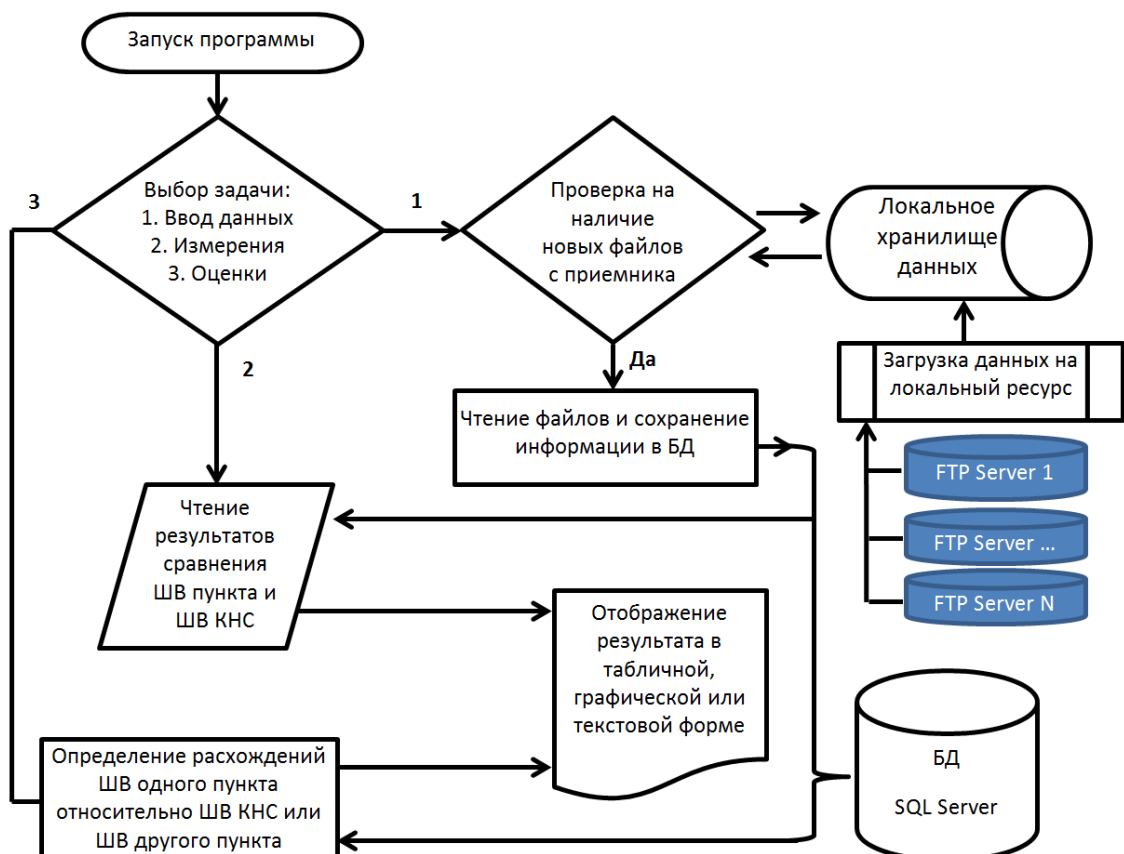 Запуск программы
3
Выбор задачи:
1. Ввод данных
2. Измерения
3. Оценки
1
Проверка на
наличие
новых файлов
с приемника
Локальное
хранилище
данных
2
Да
Загрузка данных на
локальный ресурс
Чтение файлов и сохранение
информации в БД
FTP Server 1
FTP Server ...
FTP Server N
Чтение
результатов
сравнения
ШВ пункта и
ШВ КНС
Отображение
результата в
табличной,
графической или
текстовой форме
Определение расхождений
ШВ одного пункта
относительно ШВ КНС или
ШВ другого пункта
БД
SQL Server